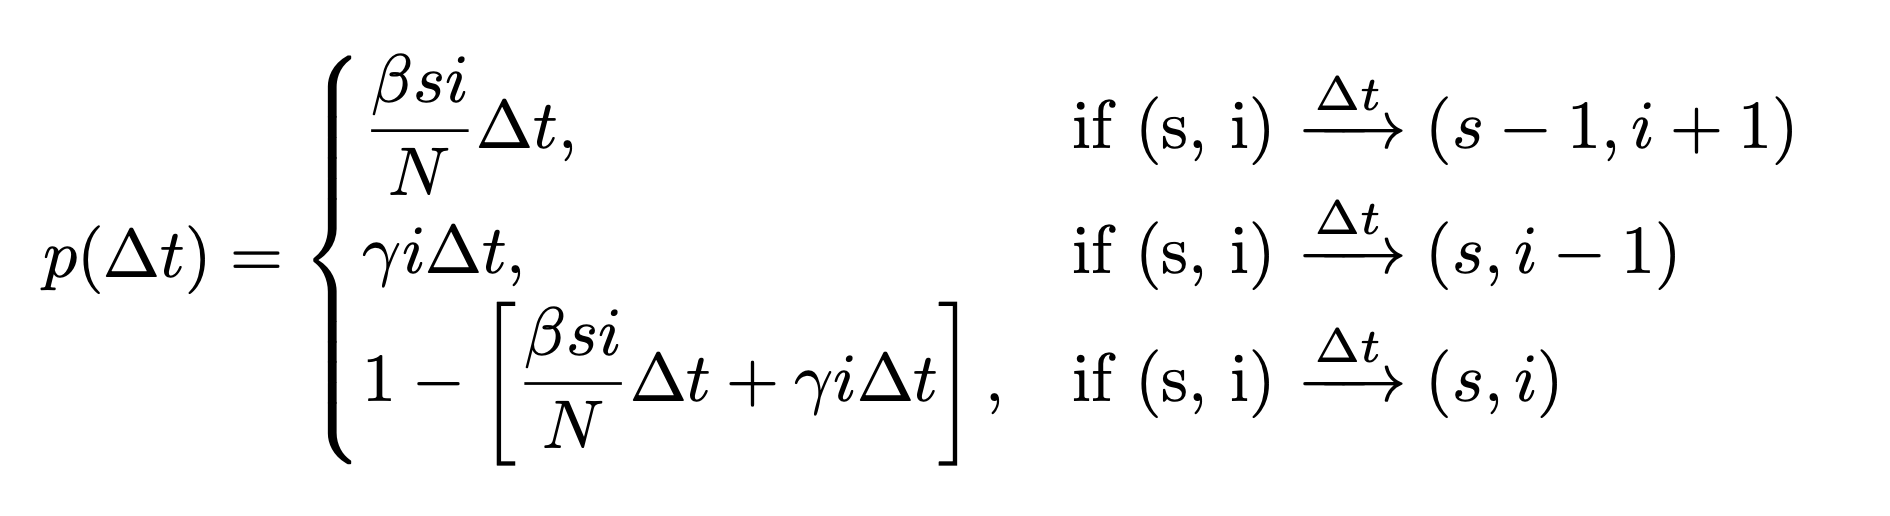 p(Δt) = { βsi/N Δt, if (s, i) —Δt→ (s − 1, i + 1)
γiΔt, if (s, i) —Δt→ (s, i − 1)
1 − [βsi/N Δt + γiΔt], if (s, i) —Δt→ (s, i)